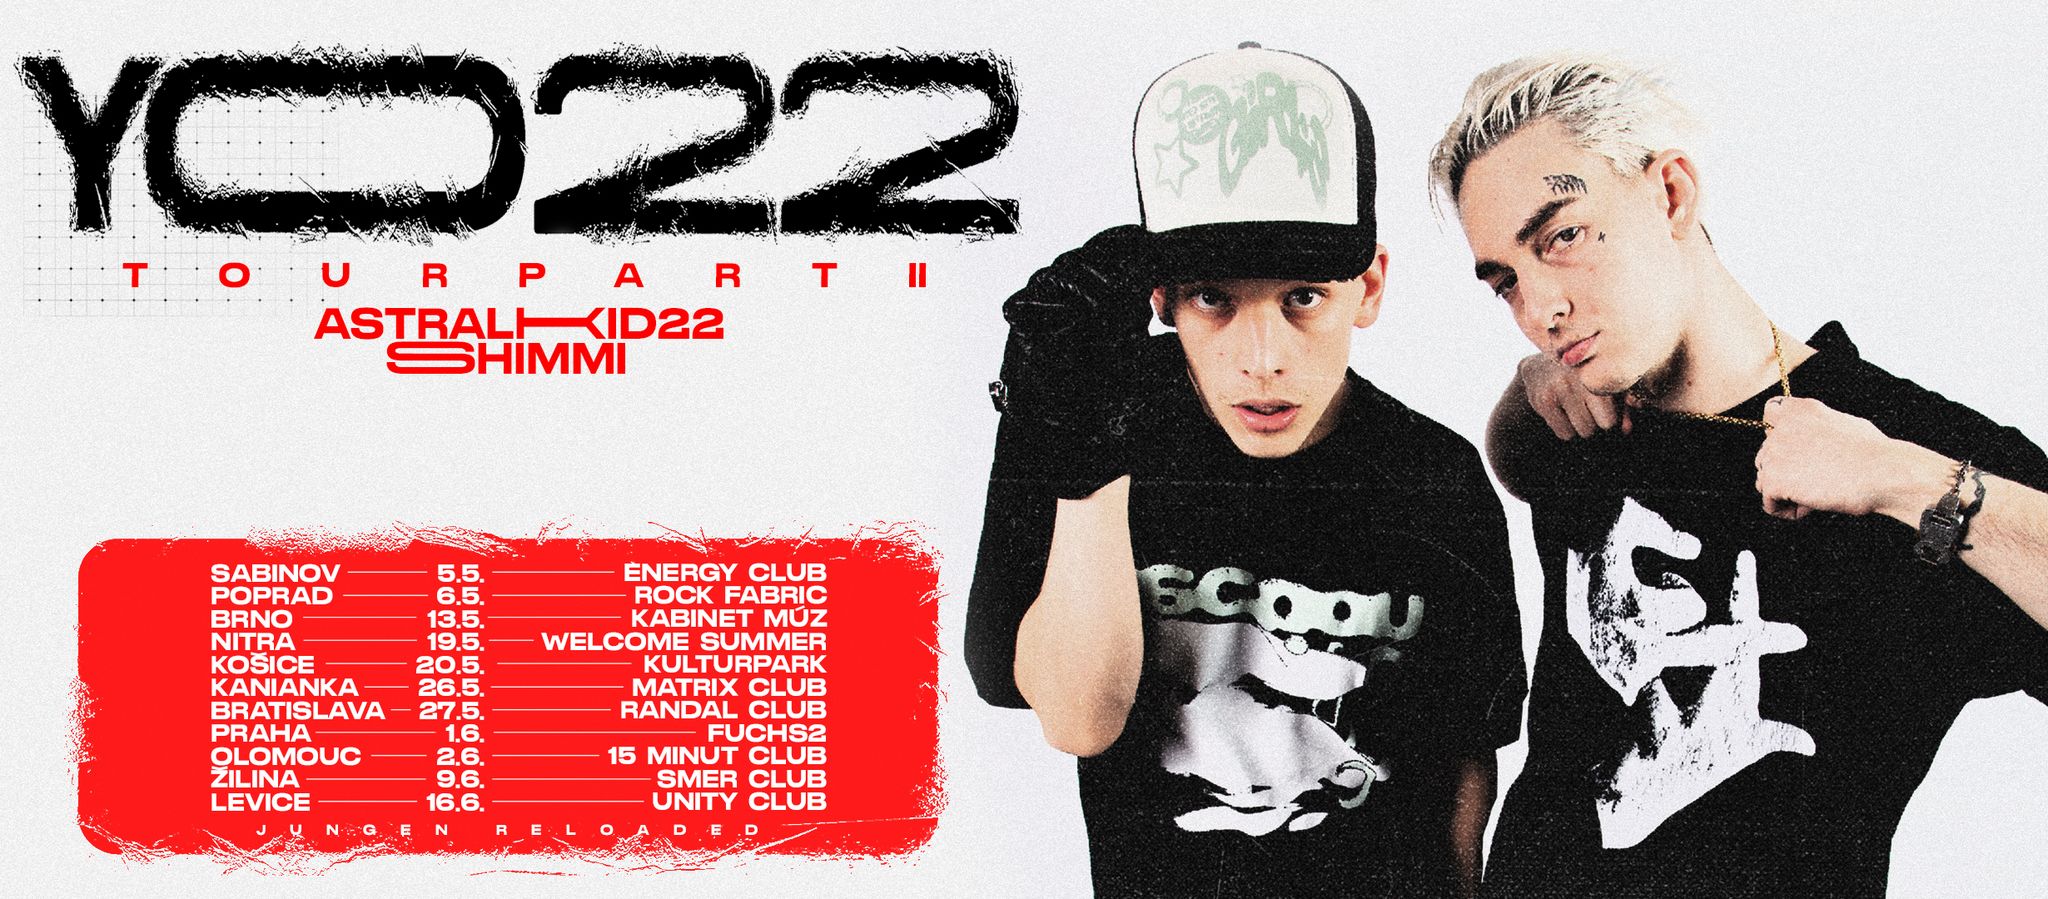 YO22
TOUR PART II
ASTRALKID22
SHIMMI
SABINOV 5.5. ENERGY CLUB
POPRAD 6.5. ROCK FABRIC
BRNO 13.5. KABINET MÚZ
NITRA 19.5. WELCOME SUMMER
KOŠICE 20.5. KULTURPARK
KANIANKA 26.5. MATRIX CLUB
BRATISLAVA 27.5. RANDAL CLUB
PRAHA 1.6. FUCHS2
OLOMOUC 2.6. 15 MINUT CLUB
ŽILINA 9.6. SMER CLUB
LEVICE 16.6. UNITY CLUB
JUNGEN RELOADED